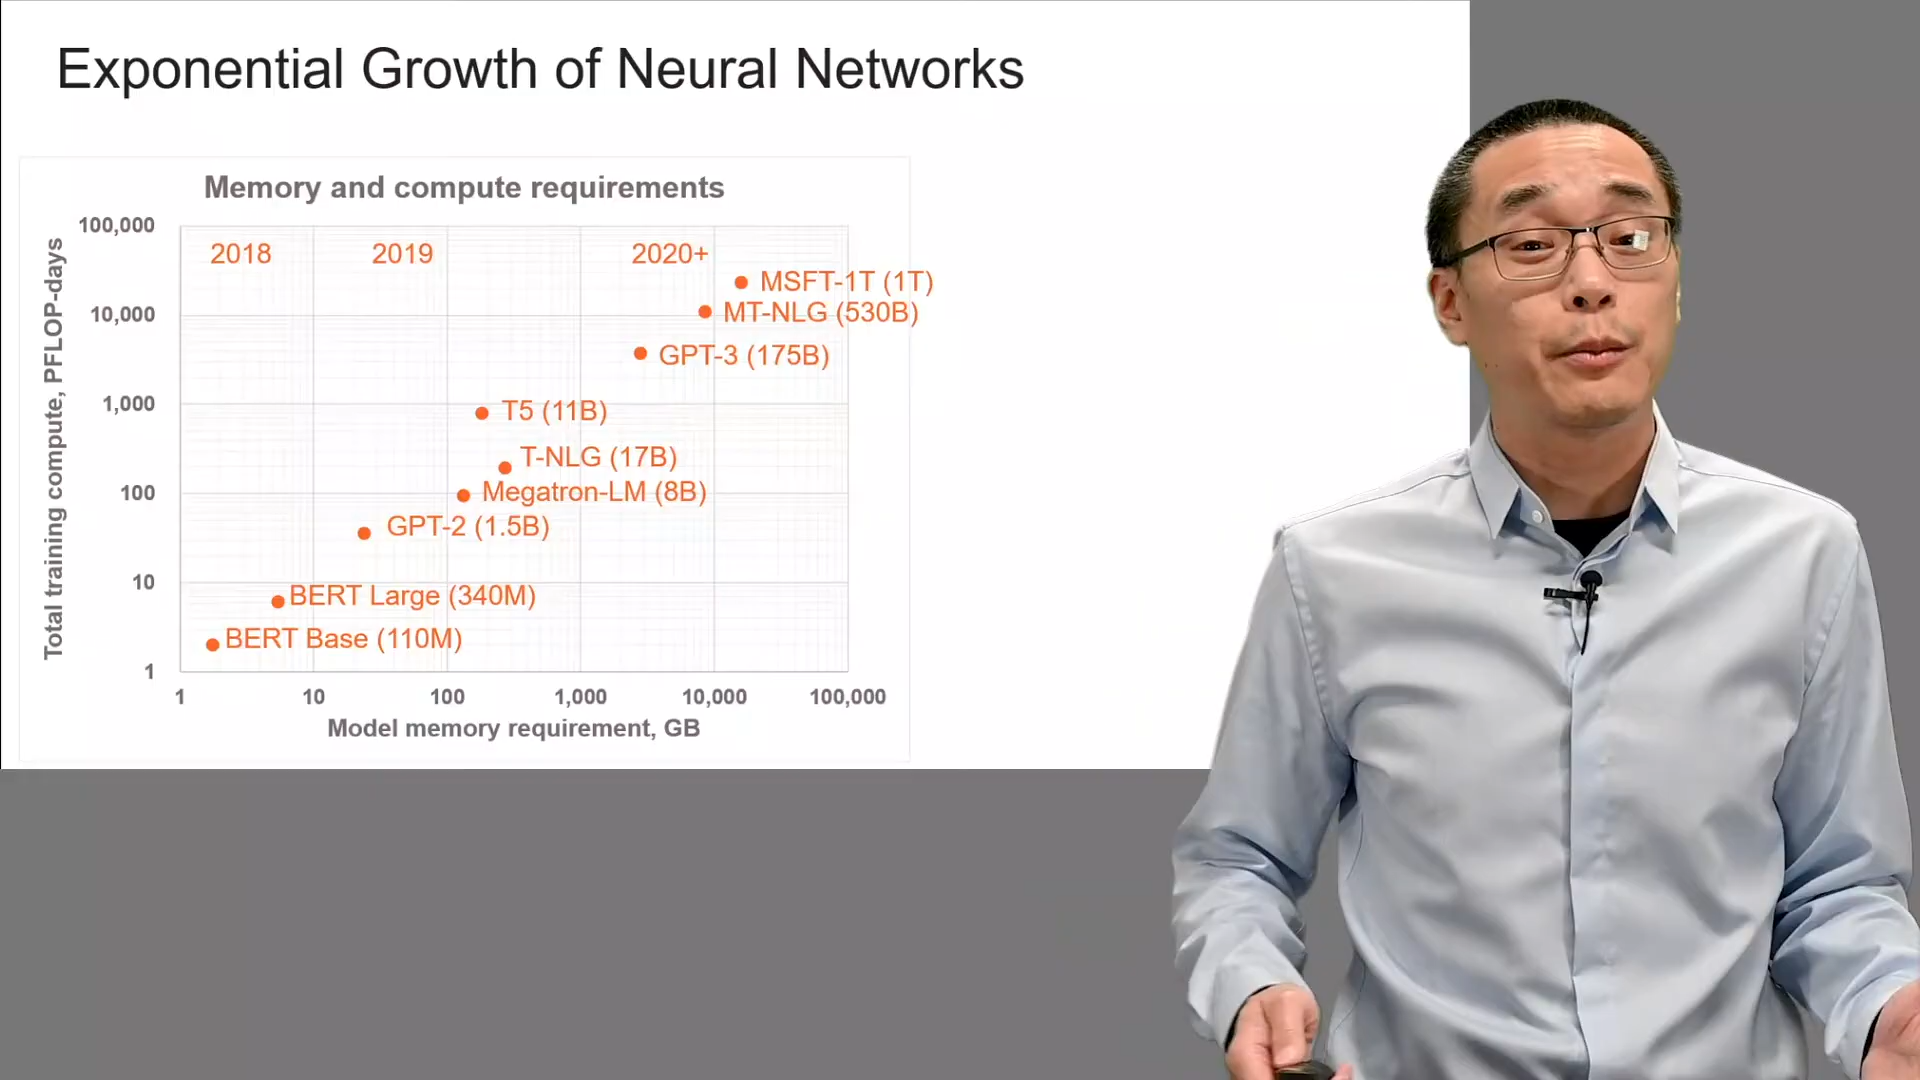 Exponential Growth of Neural Networks
Memory and compute requirements
Total training compute, PFLOP-days
100,000
10,000
1,000
100
10
1
2018
2019
2020+
MSFT-1T (1T)
MT-NLG (530B)
GPT-3 (175B)
T5 (11B)
T-NLG (17B)
Megatron-LM (8B)
GPT-2 (1.5B)
BERT Large (340M)
BERT Base (110M)
1
10
100
1,000
10,000
100,000
Model memory requirement, GB